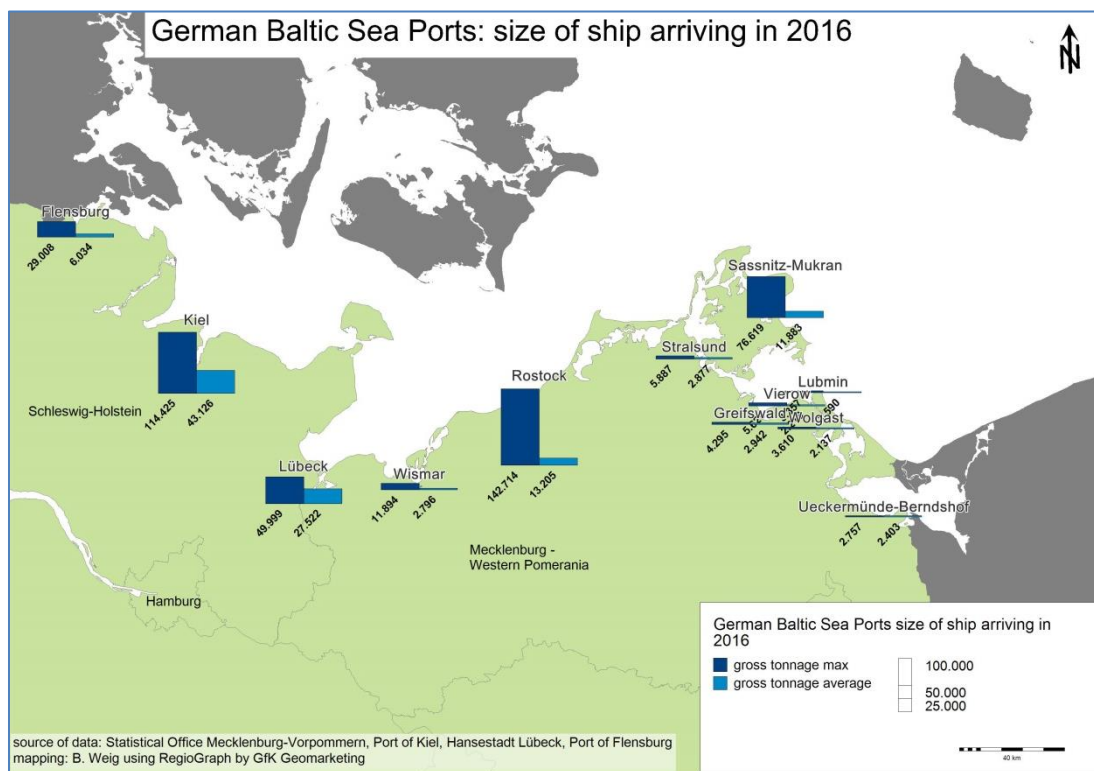 German Baltic Sea Ports: size of ship arriving in 2016
N
Flensburg
29.008 6.034
Kiel
114.425 43.126
Schleswig-Holstein
Lübeck
49.999 27.522
Wismar
11.894 2.796
Rostock
142.714 13.205
Mecklenburg -
Western Pomerania
Hamburg
Sassnitz-Mukran
76.619 11.883
Stralsund
5.887 2.877
Lubmin
Vierow
Greifswald
4.295 2.942
Wolgast
3.610 2.137
Ueckermünde-Berndshof
2.757 2.403
German Baltic Sea Ports size of ship arriving in
2016
gross tonnage max
gross tonnage average
100.000
50.000
25.000
40 km
source of data: Statistical Office Mecklenburg-Vorpommern, Port of Kiel, Hansestadt Lübeck, Port of Flensburg
mapping: B. Weig using RegioGraph by GfK Geomarketing